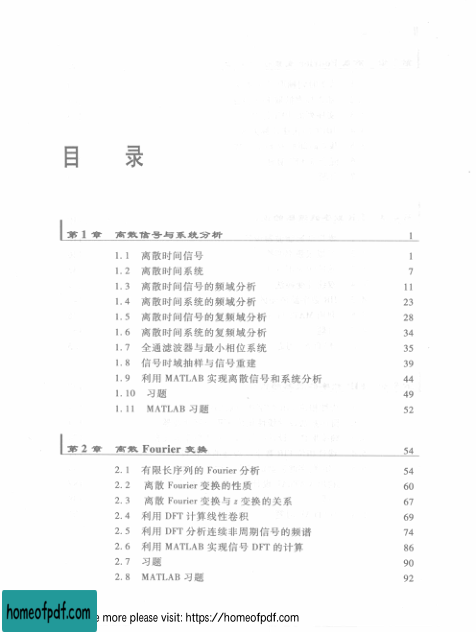 目 录
第 1 章 离散信号与系统分析 1
1.1 离散时间信号 1
1.2 离散时间系统 7
1.3 离散时间信号的频域分析 11
1.4 离散时间系统的频域分析 23
1.5 离散时间信号的复频域分析 28
1.6 离散时间系统的复频域分析 34
1.7 全通滤波器与最小相位系统 35
1.8 信号时域抽样与信号重建 39
1.9 利用 MATLAB 实现离散信号和系统分析 44
1.10 习题 49
1.11 MATLAB 习题 52
第 2 章 离散 Fourier 变换 54
2.1 有限长序列的 Fourier 分析 54
2.2 离散 Fourier 变换的性质 60
2.3 离散 Fourier 变换与 z 变换的关系 67
2.4 利用 DFT 计算线性卷积 69
2.5 利用 DFT 分析连续非周期信号的频谱 74
2.6 利用 MATLAB 实现信号 DFT 的计算 86
2.7 习题 90
2.8 MATLAB 习题 92
homeofpdf.com
e more please visit: https://homeofpdf.com